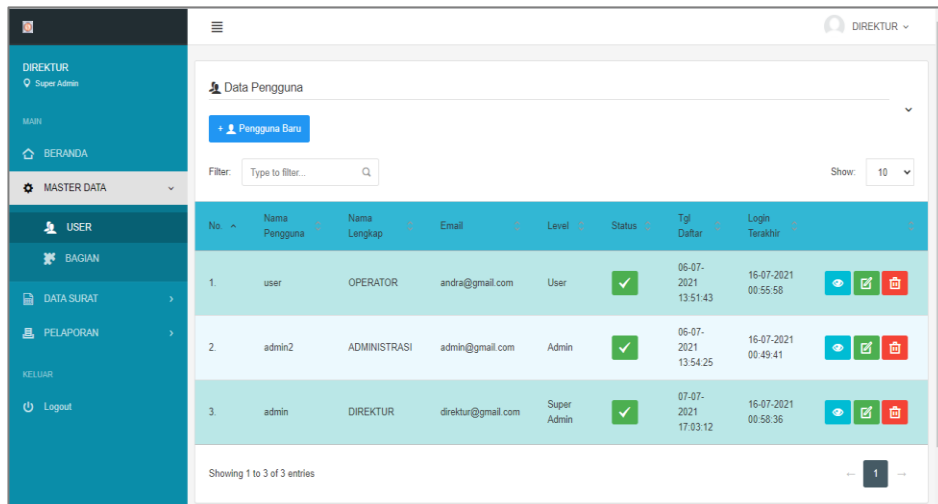 DIREKTUR
DIREKTUR
Super Admin
MAIN
BERANDA
MASTER DATA
USER
BAGIAN
DATA SURAT
PELAPORAN
KELUAR
Logout
Data Pengguna
+ Pengguna Baru
Filter: Type to filter... Show: 10
No. Nama Pengguna Nama Lengkap Email Level Status Tgl Daftar Login Terakhir
1. user OPERATOR andra@gmail.com User 06-07-2021 13:51:43 16-07-2021 00:55:58
2. admin2 ADMINISTRASI admin@gmail.com Admin 06-07-2021 13:54:25 16-07-2021 00:49:41
3. admin DIREKTUR direktur@gmail.com Super Admin 07-07-2021 17:03:12 16-07-2021 00:58:36
Showing 1 to 3 of 3 entries ← 1 →